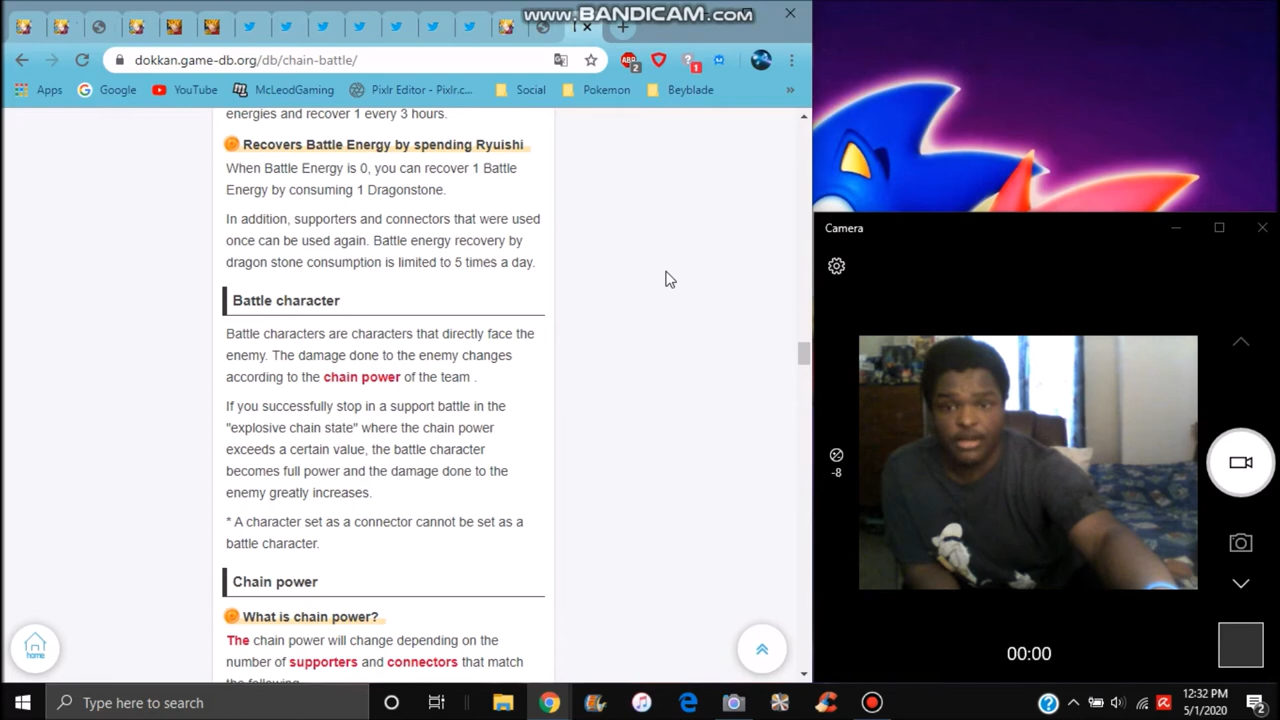 www.BANDICAM.com
dokkan.game-db.org/db/chain-battle/
2
1
Apps
Google
YouTube
McLeodGaming
Pixlr Editor - Pixlr.c...
Social
Pokemon
Beyblade
»
energies and recover 1 every 3 hours.
Recovers Battle Energy by spending Ryuishi
When Battle Energy is 0, you can recover 1 Battle
Energy by consuming 1 Dragonstone.
In addition, supporters and connectors that were used
once can be used again. Battle energy recovery by
dragon stone consumption is limited to 5 times a day.
Battle character
Battle characters are characters that directly face the
enemy. The damage done to the enemy changes
according to the chain power of the team .
If you successfully stop in a support battle in the
"explosive chain state" where the chain power
exceeds a certain value, the battle character
becomes full power and the damage done to the
enemy greatly increases.
* A character set as a connector cannot be set as a
battle character.
Chain power
What is chain power?
The chain power will change depending on the
number of supporters and connectors that match
the following
home
Camera
-8
00:00
Type here to search
12:32 PM
5/1/2020
2